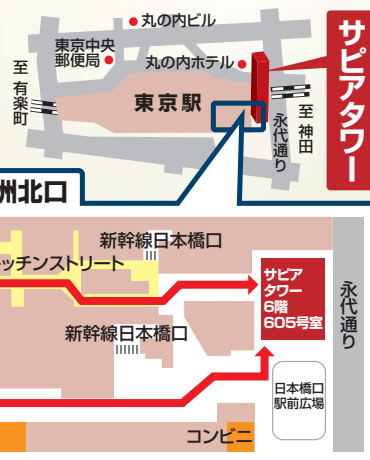 丸の内ビル
東京中央
郵便局
丸の内ホテル
至 有楽町
東京駅
至 神田
永代通り
サピアタワー
洲北口
新幹線日本橋口
ッチンストリート
サピア
タワー
6階
605号室
永代通り
新幹線日本橋口
日本橋口
駅前広場
コンビニ